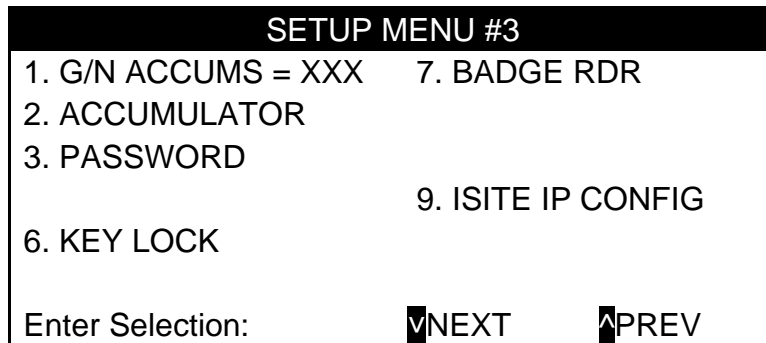 SETUP MENU #3
1. G/N ACCUMS = XXX 7. BADGE RDR
2. ACCUMULATOR
3. PASSWORD
9. ISITE IP CONFIG
6. KEY LOCK
Enter Selection: vNEXT ^PREV